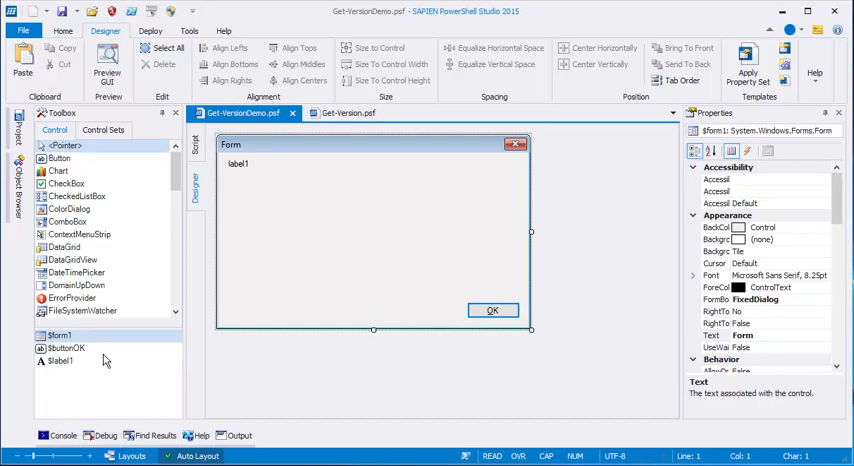 Get-VersionDemo.psf - SAPIEN PowerShell Studio 2015
File
Home
Designer
Deploy
Tools
Help
Paste
Copy
Cut
Clipboard
Preview
GUI
Preview
Select All
Delete
Edit
Align Lefts
Align Bottoms
Align Rights
Align Tops
Align Middles
Align Centers
Alignment
Size to Control
Size To Control Width
Size To Control Height
Size
Equalize Horizontal Space
Equalize Vertical Space
Spacing
Center Horizontally
Center Vertically
Bring To Front
Send To Back
Tab Order
Position
Apply
Property Set
Templates
Help
Project
Object Browser
Toolbox
Control
Control Sets
<Pointer>
Button
Chart
CheckBox
CheckedListBox
ColorDialog
ComboBox
ContextMenuStrip
DataGrid
DataGridView
DateTimePicker
DomainUpDown
ErrorProvider
FileSystemWatcher
$form1
$buttonOK
$label1
Get-VersionDemo.psf
Get-Version.psf
Script
Designer
Form
label1
OK
Properties
$form1: System.Windows.Forms.Form
Accessibility
Accessil
Accessil
Accessil Default
Appearance
BackCol Control
Backgrc (none)
Backgrc Tile
Cursor Default
Font Microsoft Sans Serif, 8.25pt
ForeCol ControlText
FormBo FixedDialog
RightTo No
RightTo False
Text Form
UseWai False
Behavior
AllowDr False
Text
The text associated with the control.
Console
Debug
Find Results
Help
Output
Layouts
Auto Layout
READ
OVR
CAP
NUM
UTF-8
Line: 1
Col: 1
Char: 1